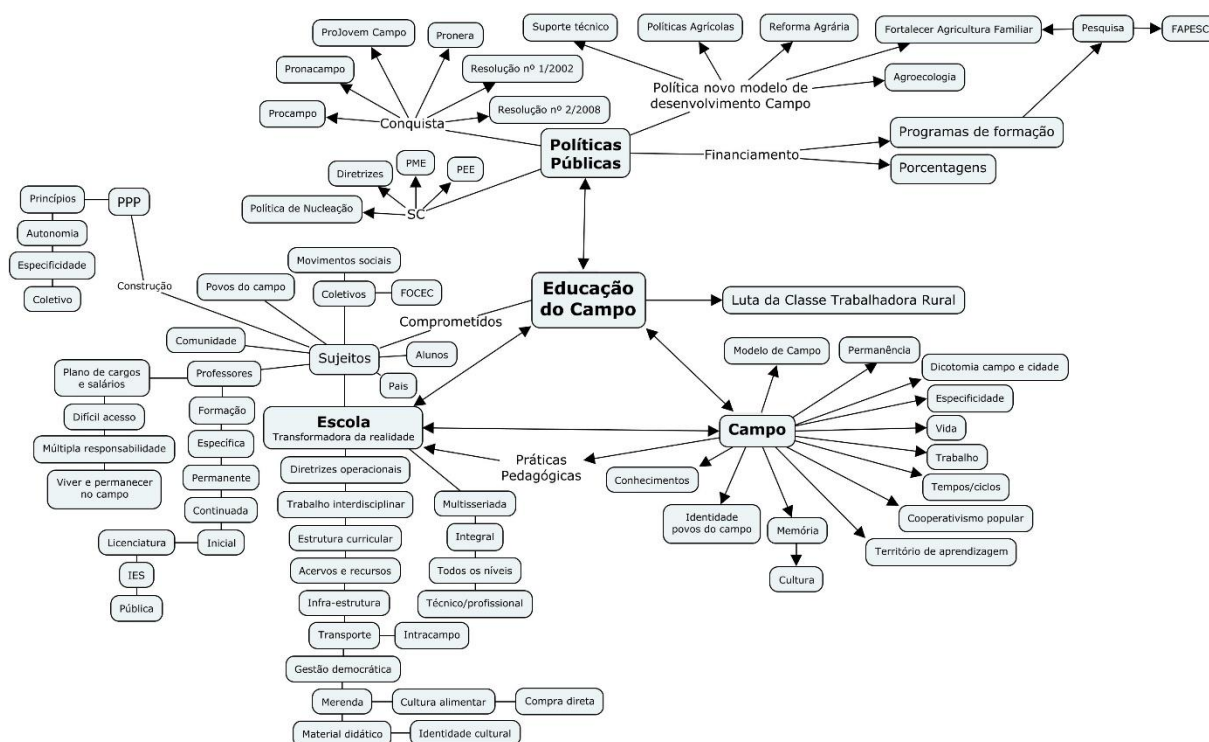 ProJovem Campo
Pronera
Pronacampo
Resolução nº 1/2002
Procampo
Resolução nº 2/2008
Conquista
Suporte técnico
Políticas Agrícolas
Reforma Agrária
Fortalecer Agricultura Familiar
Pesquisa
FAPESC
Política novo modelo de
desenvolvimento Campo
Agroecologia
Políticas
Públicas
Financiamento
Programas de formação
Porcentagens
Diretrizes
PME
PEE
Política de Nucleação
SC
Princípios
PPP
Autonomia
Especificidade
Coletivo
Construção
Movimentos sociais
Povos do campo
Coletivos
FOCEC
Comunidade
Sujeitos
Comprometidos
Alunos
Pais
Educação
do Campo
Luta da Classe Trabalhadora Rural
Plano de cargos
e salários
Professores
Difícil acesso
Múltipla responsabilidade
Viver e permanecer
no campo
Formação
Especifica
Permanente
Continuada
Inicial
Licenciatura
IES
Pública
Escola
Transformadora da realidade
Diretrizes operacionais
Trabalho interdisciplinar
Estrutura curricular
Acervos e recursos
Infra-estrutura
Transporte
Intracampo
Gestão democrática
Merenda
Cultura alimentar
Compra direta
Material didático
Identidade cultural
Multisseriada
Integral
Todos os níveis
Técnico/profissional
Práticas
Pedagógicas
Campo
Modelo de Campo
Permanência
Dicotomia campo e cidade
Especificidade
Vida
Trabalho
Tempos/ciclos
Cooperativismo popular
Território de aprendizagem
Conhecimentos
Identidade
povos do campo
Memória
Cultura